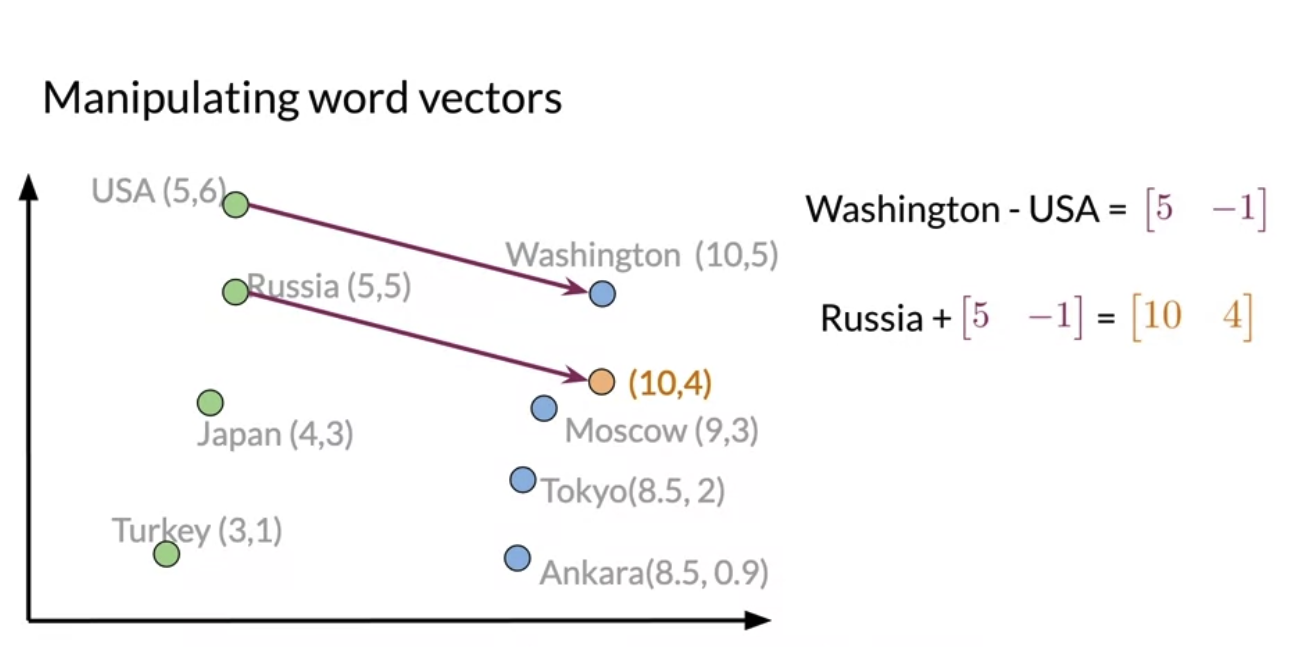 Manipulating word vectors
USA (5,6)
Washington (10,5)
Russia (5,5)
(10,4)
Moscow (9,3)
Japan (4,3)
Tokyo(8.5, 2)
Turkey (3,1)
Ankara(8.5, 0.9)
Washington - USA = [5 −1]
Russia + [5 −1] = [10 4]